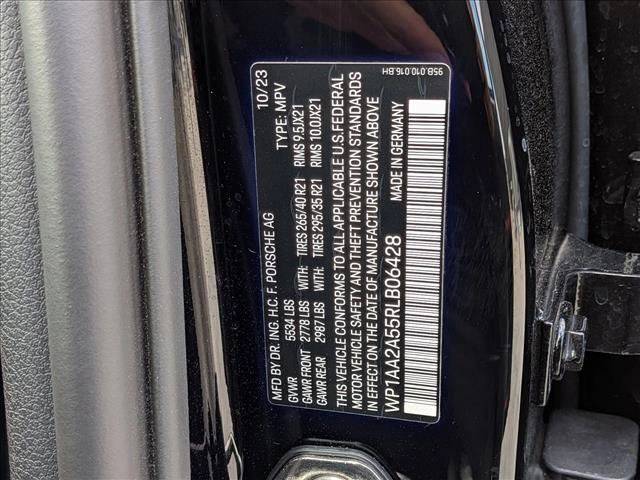 95B.010.016.BH
MFD BY DR. ING. H.C. F. PORSCHE AG 10/23
GVWR 5534 LBS TYPE: MPV
GAWR FRONT 2778 LBS WITH: TIRES 265/40 R21 RIMS 9.5JX21
GAWR REAR 2987 LBS WITH: TIRES 295/35 R21 RIMS 10.0JX21
THIS VEHICLE CONFORMS TO ALL APPLICABLE U.S. FEDERAL
MOTOR VEHICLE SAFETY AND THEFT PREVENTION STANDARDS
IN EFFECT ON THE DATE OF MANUFACTURE SHOWN ABOVE
MADE IN GERMANY
WP1AA2A55RLB06428